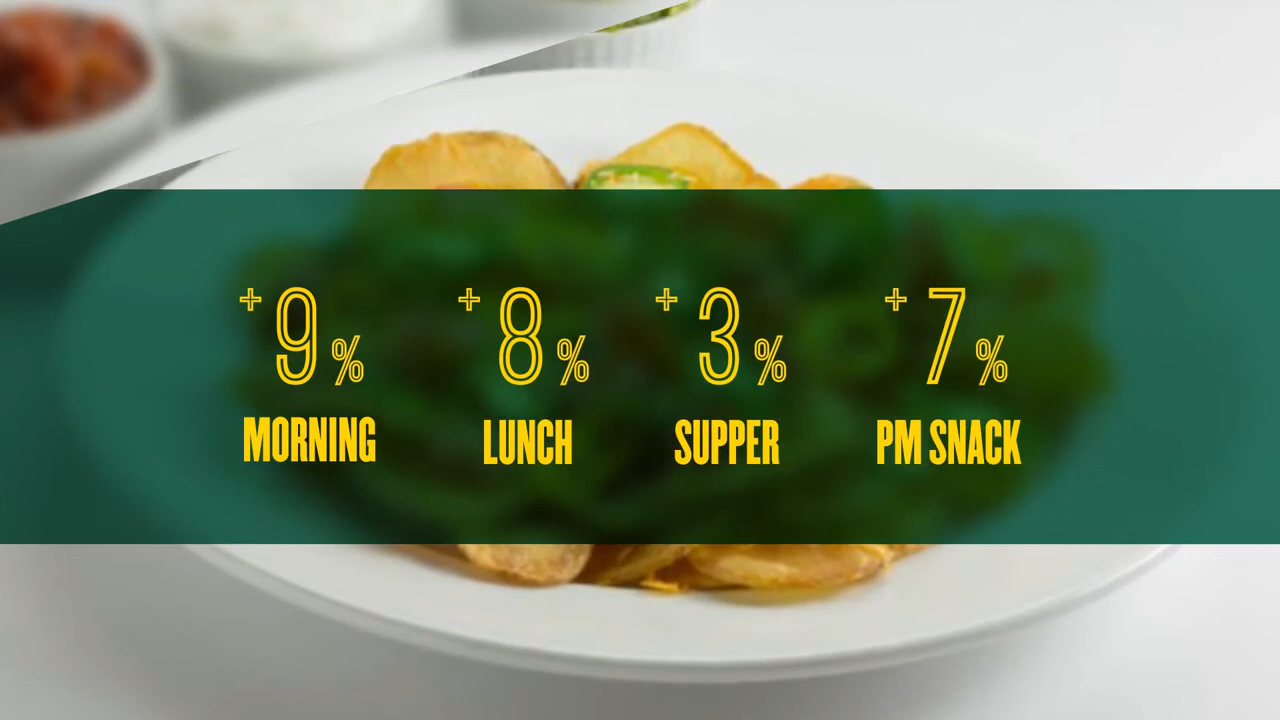 +9% +8% +3% +7%
MORNING LUNCH SUPPER PM SNACK